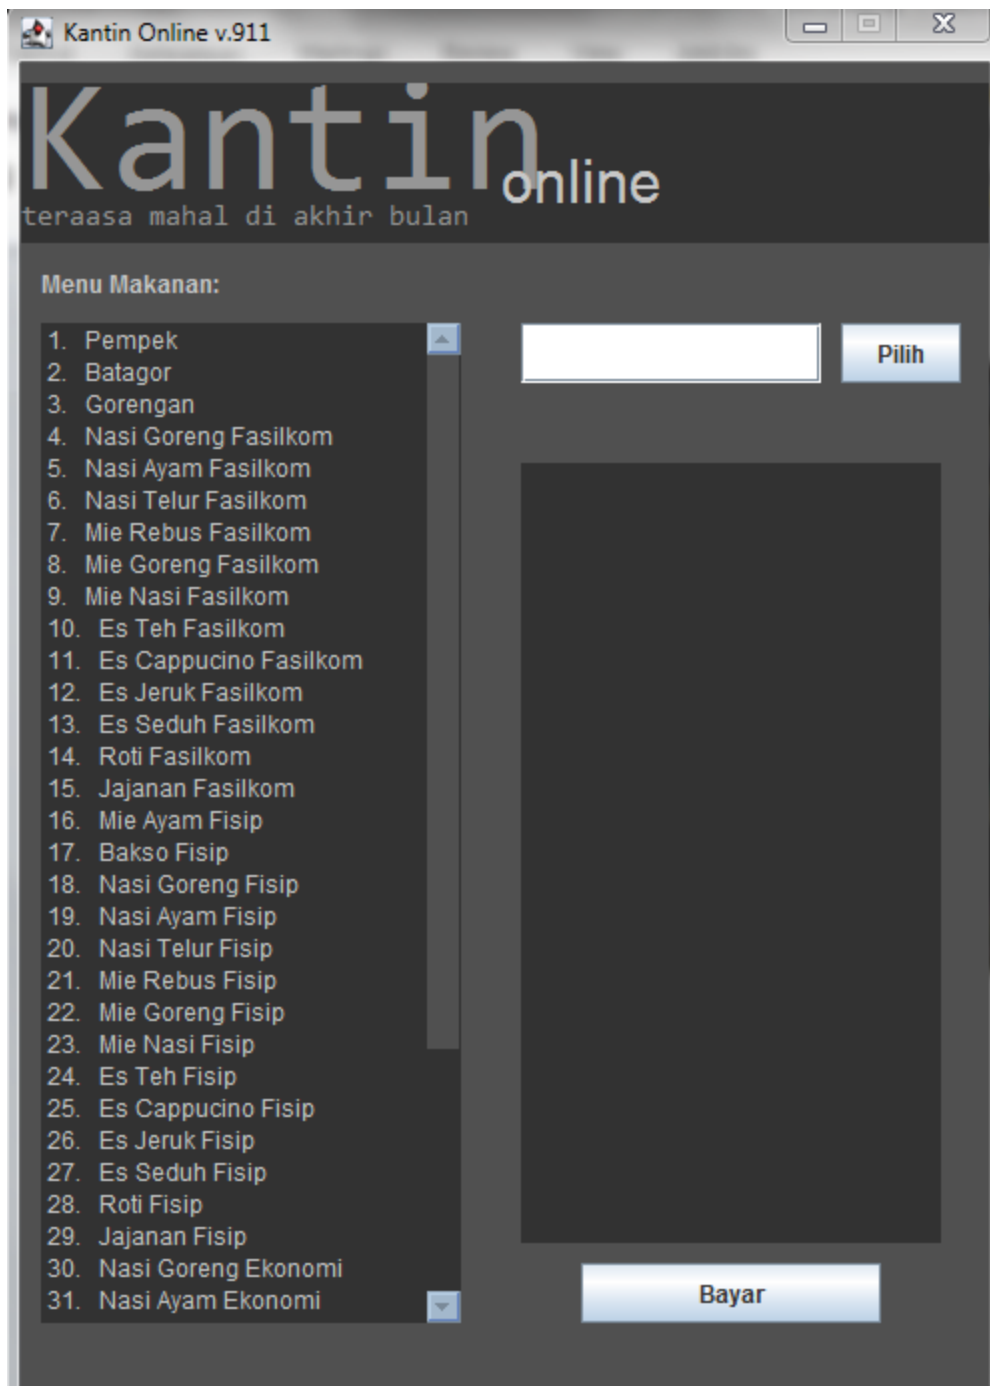 Kantin Online v.911
Kantin online
teraasa mahal di akhir bulan
Menu Makanan:
1. Pempek
2. Batagor
3. Gorengan
4. Nasi Goreng Fasilkom
5. Nasi Ayam Fasilkom
6. Nasi Telur Fasilkom
7. Mie Rebus Fasilkom
8. Mie Goreng Fasilkom
9. Mie Nasi Fasilkom
10. Es Teh Fasilkom
11. Es Cappucino Fasilkom
12. Es Jeruk Fasilkom
13. Es Seduh Fasilkom
14. Roti Fasilkom
15. Jajanan Fasilkom
16. Mie Ayam Fisip
17. Bakso Fisip
18. Nasi Goreng Fisip
19. Nasi Ayam Fisip
20. Nasi Telur Fisip
21. Mie Rebus Fisip
22. Mie Goreng Fisip
23. Mie Nasi Fisip
24. Es Teh Fisip
25. Es Cappucino Fisip
26. Es Jeruk Fisip
27. Es Seduh Fisip
28. Roti Fisip
29. Jajanan Fisip
30. Nasi Goreng Ekonomi
31. Nasi Ayam Ekonomi
Pilih
Bayar